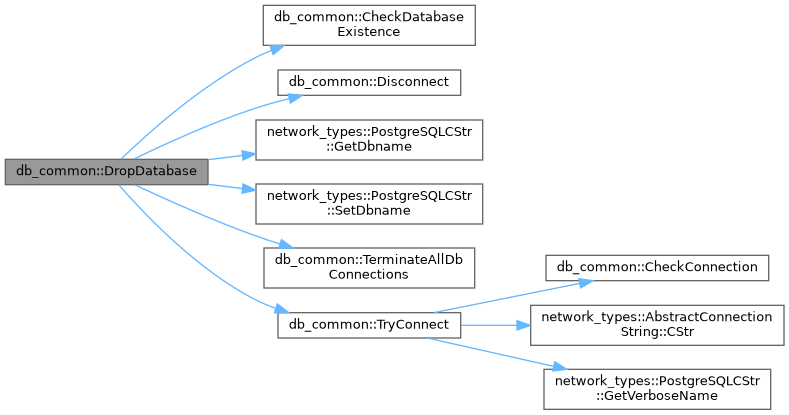 db_common::CheckDatabase
Existence
db_common::Disconnect
network_types::PostgreSQLCStr
::GetDbname
db_common::DropDatabase
network_types::PostgreSQLCStr
::SetDbname
db_common::TerminateAllDb
Connections
db_common::TryConnect
db_common::CheckConnection
network_types::AbstractConnection
String::CStr
network_types::PostgreSQLCStr
::GetVerboseName